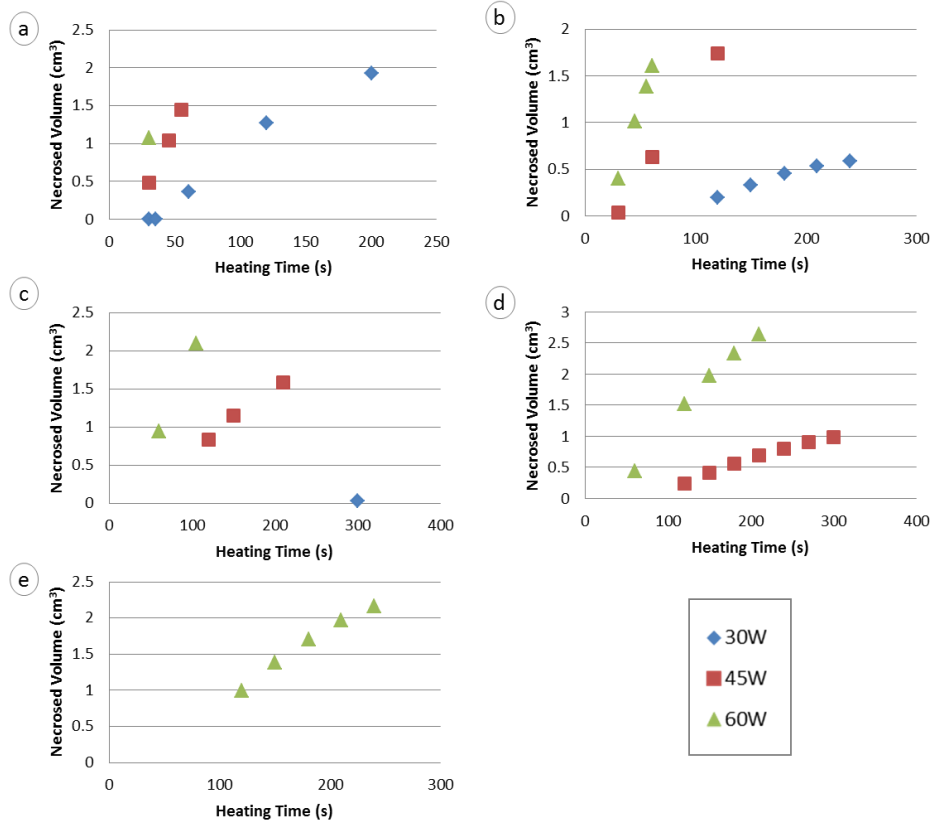 a
Necrosed Volume (cm³)
2.5
2
1.5
1
0.5
0
0 50 100 150 200 250
Heating Time (s)
b
Necrosed Volume (cm³)
2
1.5
1
0.5
0
0 100 200 300
Heating Time (s)
c
Necrosed Volume (cm³)
2.5
2
1.5
1
0.5
0
0 100 200 300 400
Heating Time (s)
d
Necrosed Volume (cm³)
3
2.5
2
1.5
1
0.5
0
0 100 200 300 400
Heating Time (s)
e
Necrosed Volume (cm³)
2.5
2
1.5
1
0.5
0
0 100 200 300
Heating Time (s)
30W
45W
60W